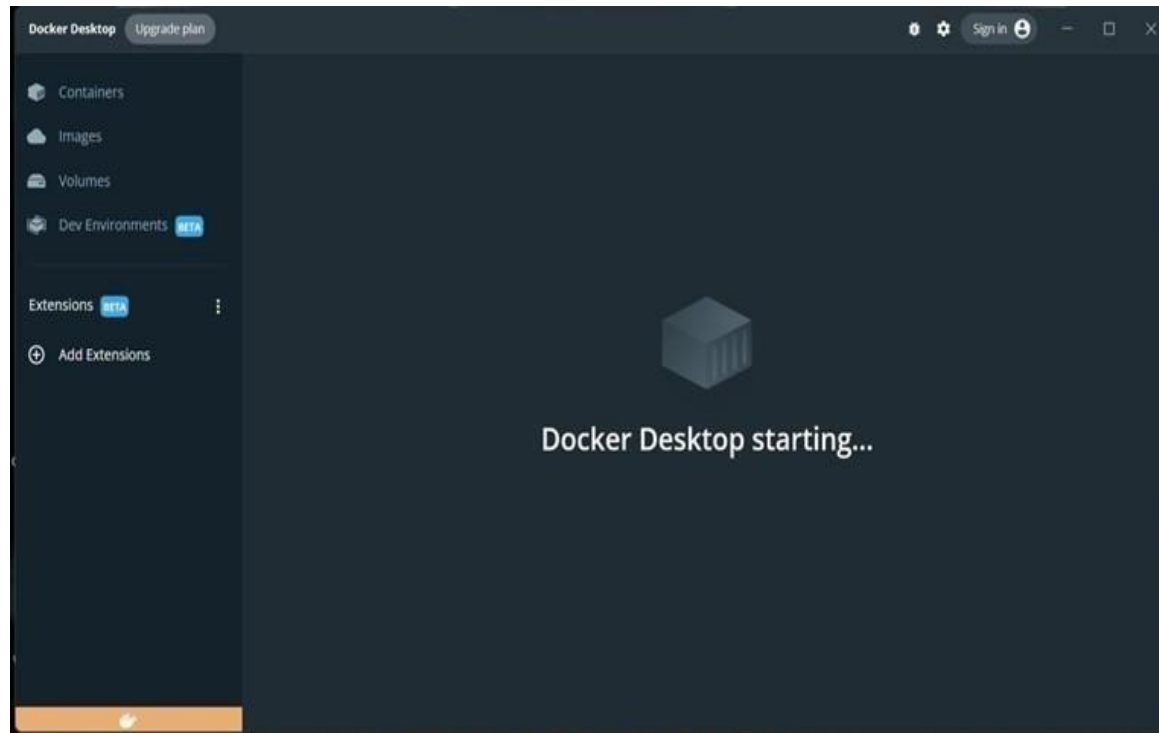 Docker Desktop Upgrade plan Sign in
Containers
Images
Volumes
Dev Environments BETA
Extensions BETA
Add Extensions
Docker Desktop starting...